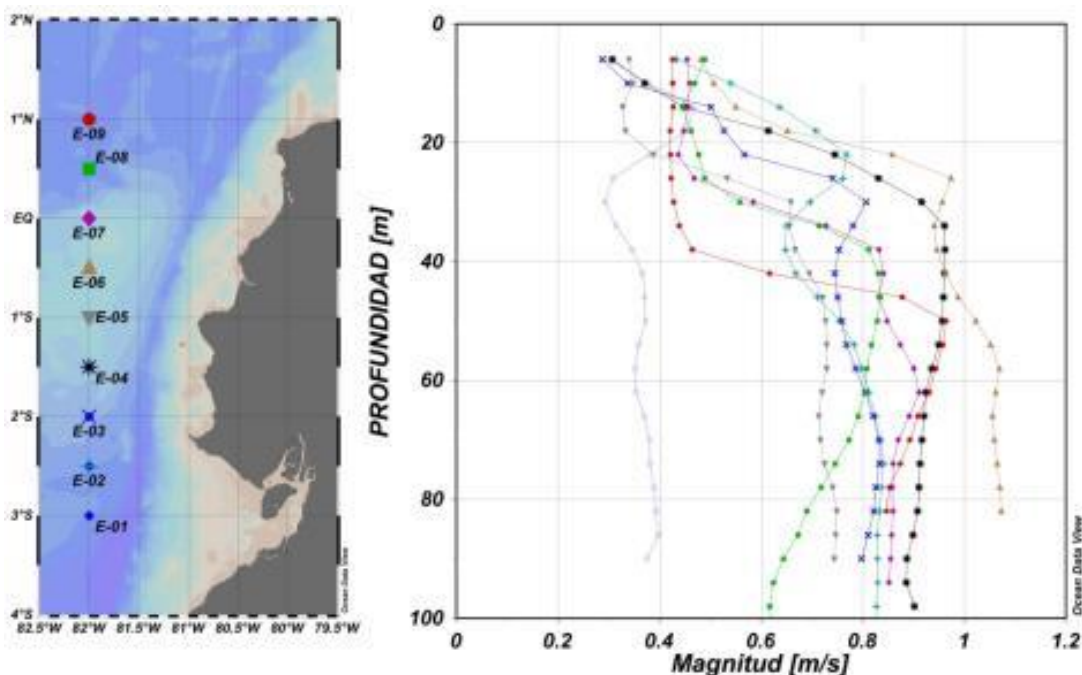 2°N
1°N
EQ
1°S
2°S
3°S
4°S
E-09
E-08
E-07
E-06
E-05
E-04
E-03
E-02
E-01
82.5°W 82°W 81.5°W 81°W 80.5°W 80°W 79.5°W
Ocean Data View
PROFUNDIDAD [m]
0
20
40
60
80
100
0 0.2 0.4 0.6 0.8 1 1.2
Magnitud [m/s]
Ocean Data View